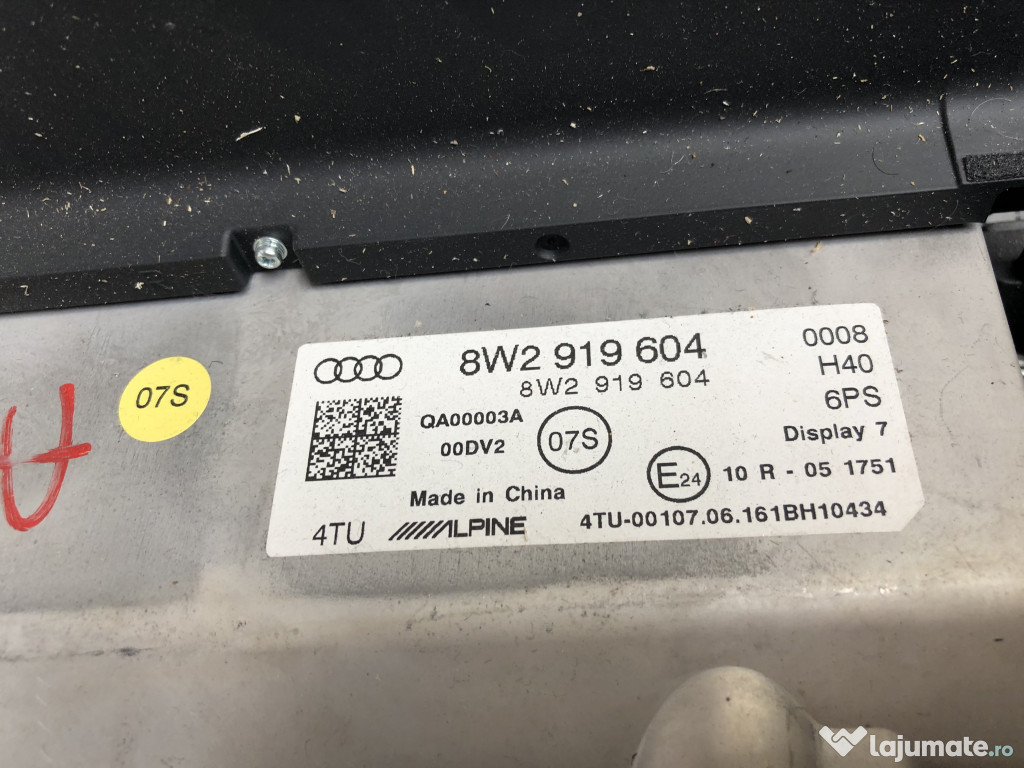 8W2 919 604
8W2 919 604
0008
H40
6PS
QA00003A
00DV2
07S
Display 7
E24 10 R - 05 1751
Made in China
4TU ALPINE
4TU-00107.06.161BH10434
07S
lajumate.ro